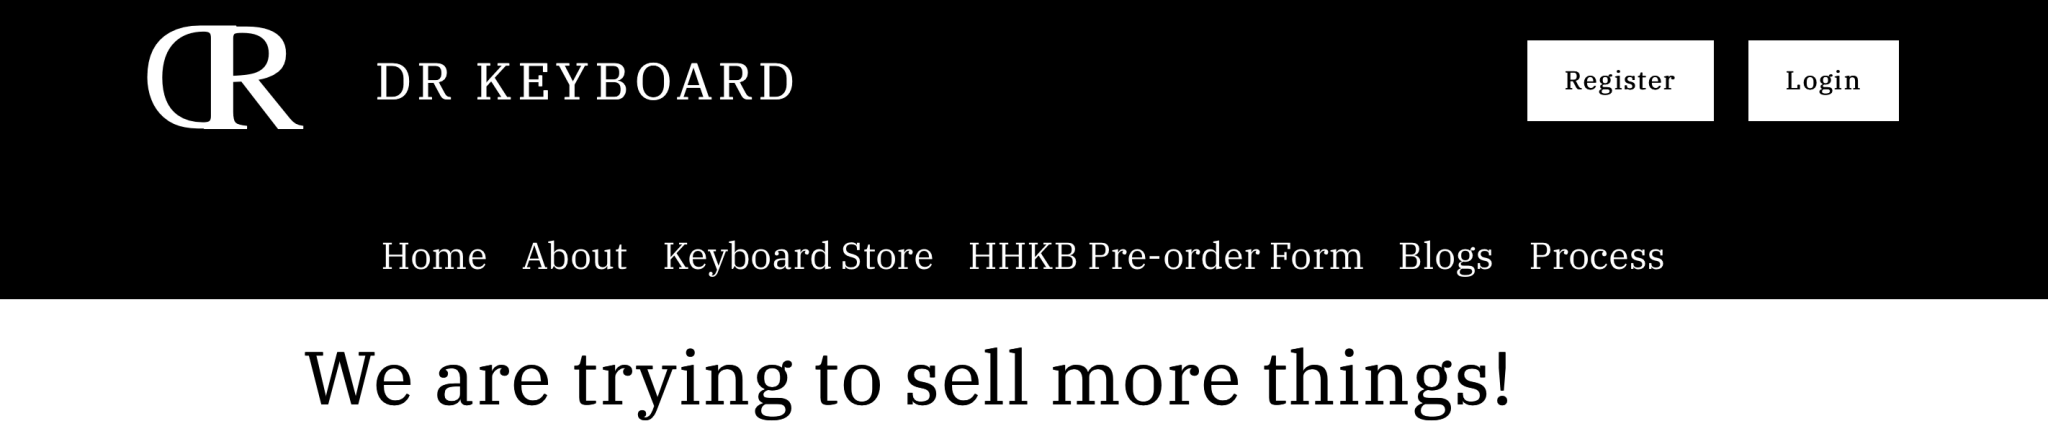 DR
DR KEYBOARD
Register
Login
Home About Keyboard Store HHKB Pre-order Form Blogs Process
We are trying to sell more things!